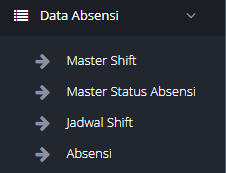 Data Absensi
Master Shift
Master Status Absensi
Jadwal Shift
Absensi